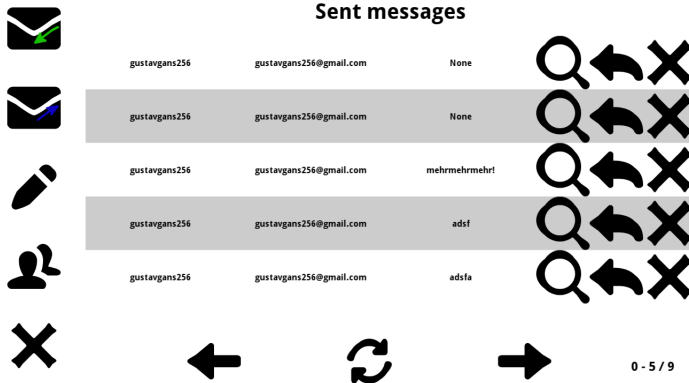 Sent messages
gustavgans256 gustavgans256@gmail.com None
gustavgans256 gustavgans256@gmail.com None
gustavgans256 gustavgans256@gmail.com mehrmehrmehr!
gustavgans256 gustavgans256@gmail.com adsf
gustavgans256 gustavgans256@gmail.com adsfa
0 - 5 / 9